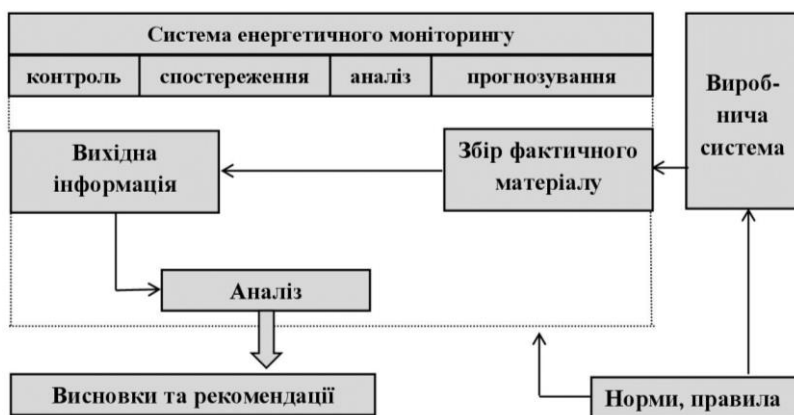 Система енергетичного моніторингу
контроль спостереження аналіз прогнозування
Вироб-
нича
система
Вихідна
інформація
Збір фактичного
матеріалу
Аналіз
Висновки та рекомендації
Норми, правила